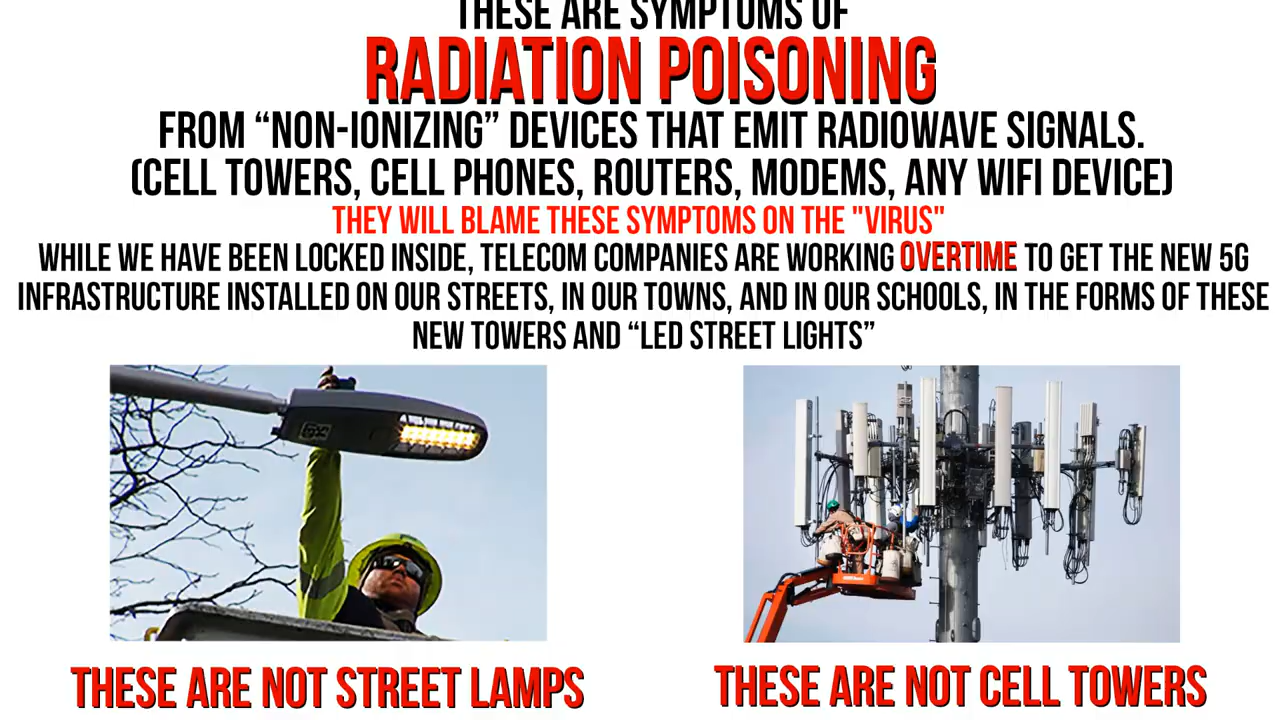 THESE ARE SYMPTOMS OF
RADIATION POISONING
FROM “NON-IONIZING” DEVICES THAT EMIT RADIOWAVE SIGNALS.
(CELL TOWERS, CELL PHONES, ROUTERS, MODEMS, ANY WIFI DEVICE)
THEY WILL BLAME THESE SYMPTOMS ON THE "VIRUS"
WHILE WE HAVE BEEN LOCKED INSIDE, TELECOM COMPANIES ARE WORKING OVERTIME TO GET THE NEW 5G
INFRASTRUCTURE INSTALLED ON OUR STREETS, IN OUR TOWNS, AND IN OUR SCHOOLS, IN THE FORMS OF THESE
NEW TOWERS AND “LED STREET LIGHTS”
THESE ARE NOT STREET LAMPS
THESE ARE NOT CELL TOWERS